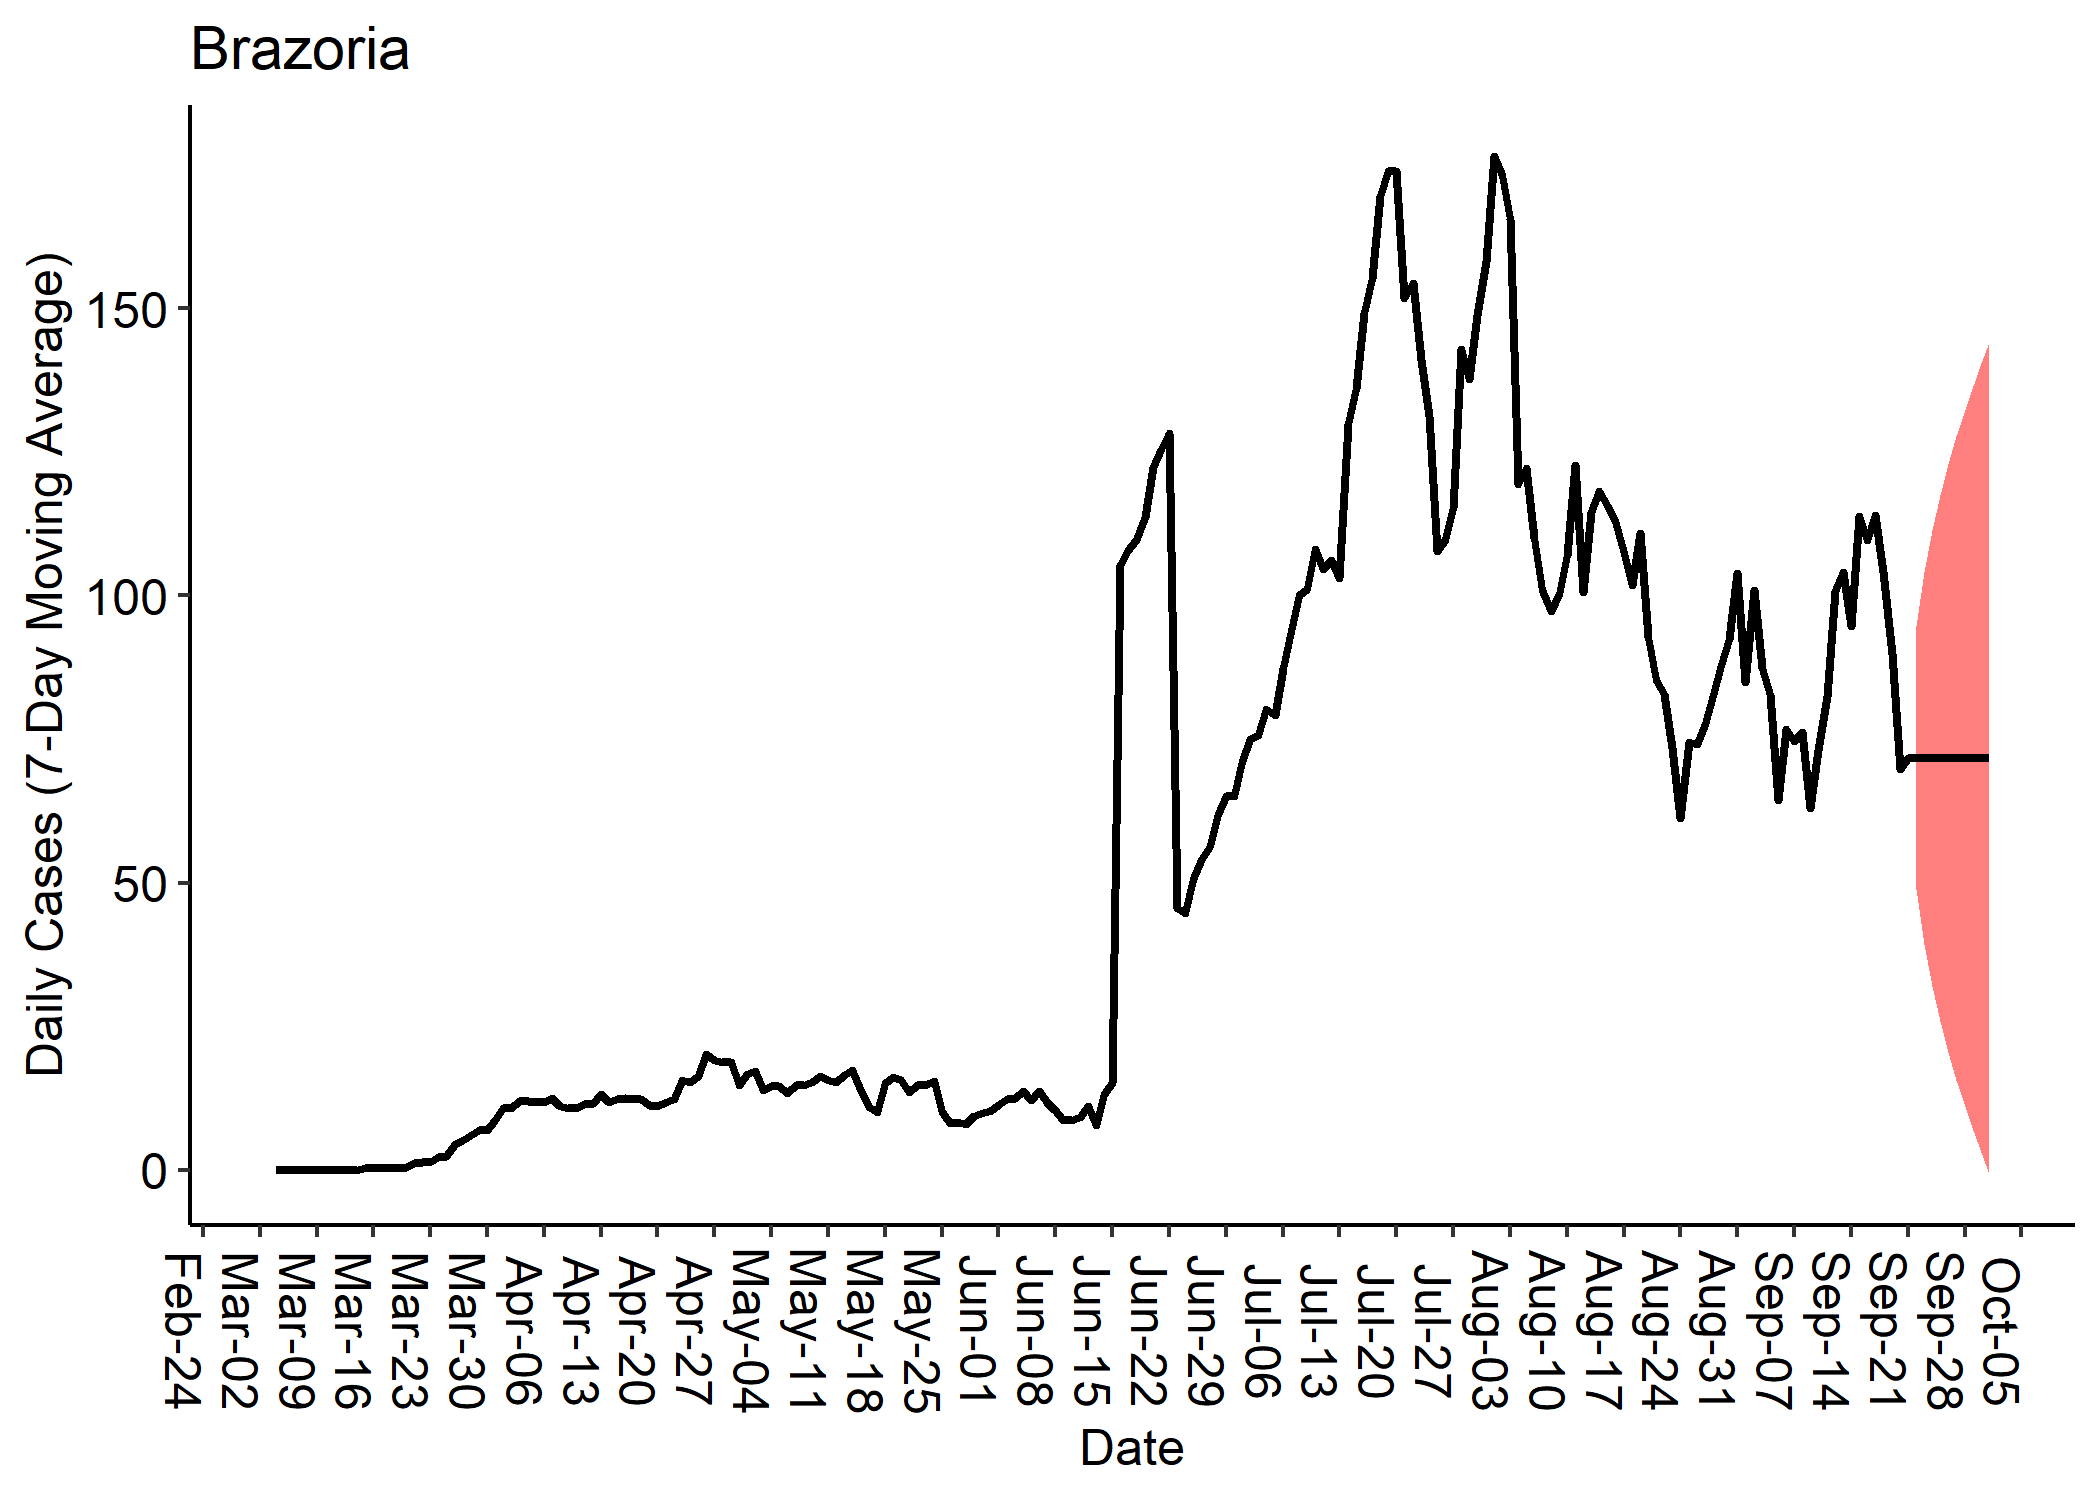 Brazoria
Daily Cases (7-Day Moving Average)
150
100
50
0
Feb-24
Mar-02
Mar-09
Mar-16
Mar-23
Mar-30
Apr-06
Apr-13
Apr-20
Apr-27
May-04
May-11
May-18
May-25
Jun-01
Jun-08
Jun-15
Jun-22
Jun-29
Jul-06
Jul-13
Jul-20
Jul-27
Aug-03
Aug-10
Aug-17
Aug-24
Aug-31
Sep-07
Sep-14
Sep-21
Sep-28
Oct-05
Date